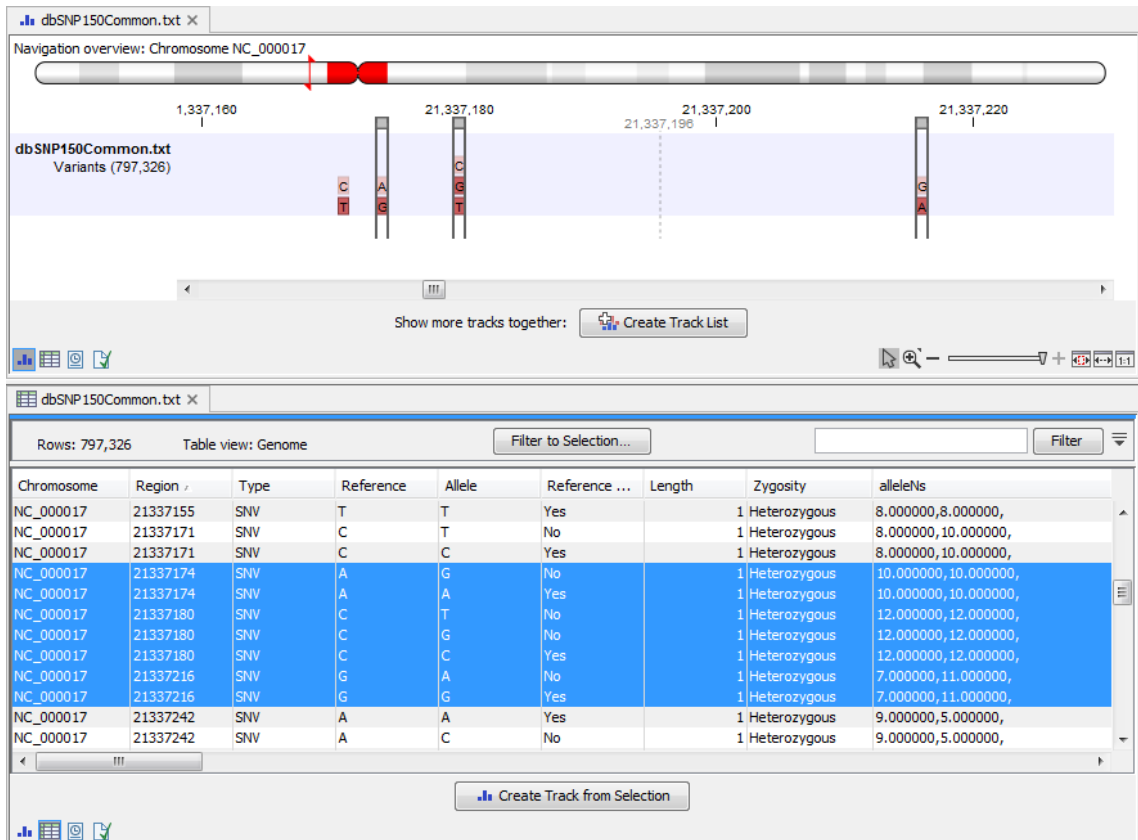 dbSNP150Common.txt
Navigation overview: Chromosome NC_000017
1,337,160 21,337,180 21,337,200 21,337,220
21,337,196
dbSNP150Common.txt
Variants (797,326)
C
C A G G
T G T A
Show more tracks together: Create Track List
1:1
dbSNP150Common.txt
Rows: 797,326 Table view: Genome Filter to Selection... Filter
Chromosome Region Type Reference Allele Reference ... Length Zygosity alleleNs
NC_000017 21337155 SNV T T Yes 1 Heterozygous 8.000000,8.000000,
NC_000017 21337171 SNV C T No 1 Heterozygous 8.000000,10.000000,
NC_000017 21337171 SNV C C Yes 1 Heterozygous 8.000000,10.000000,
NC_000017 21337174 SNV A G No 1 Heterozygous 10.000000,10.000000,
NC_000017 21337174 SNV A A Yes 1 Heterozygous 10.000000,10.000000,
NC_000017 21337180 SNV C T No 1 Heterozygous 12.000000,12.000000,
NC_000017 21337180 SNV C G No 1 Heterozygous 12.000000,12.000000,
NC_000017 21337180 SNV C C Yes 1 Heterozygous 12.000000,12.000000,
NC_000017 21337216 SNV G A No 1 Heterozygous 7.000000,11.000000,
NC_000017 21337216 SNV G G Yes 1 Heterozygous 7.000000,11.000000,
NC_000017 21337242 SNV A A Yes 1 Heterozygous 9.000000,5.000000,
NC_000017 21337242 SNV A C No 1 Heterozygous 9.000000,5.000000,
Create Track from Selection